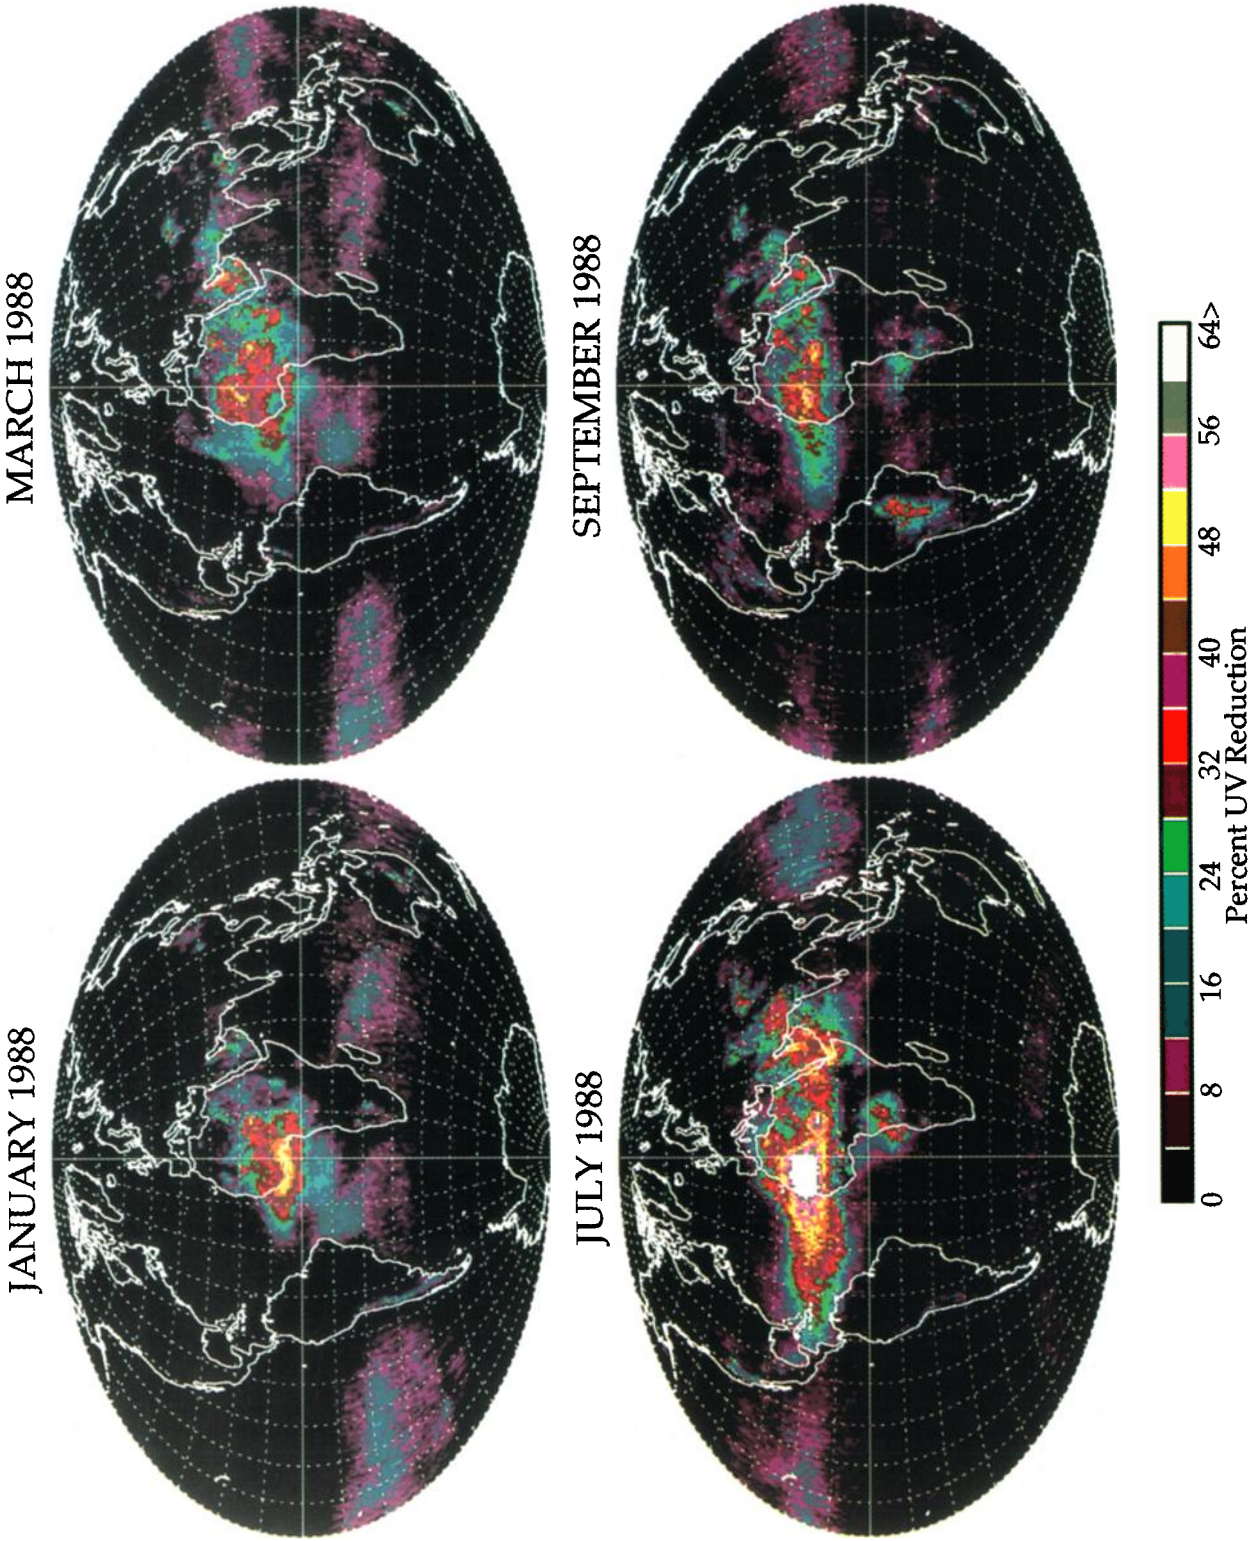 JANUARY 1988
MARCH 1988
JULY 1988
SEPTEMBER 1988
0 8 16 24 32 40 48 56 64>
Percent UV Reduction